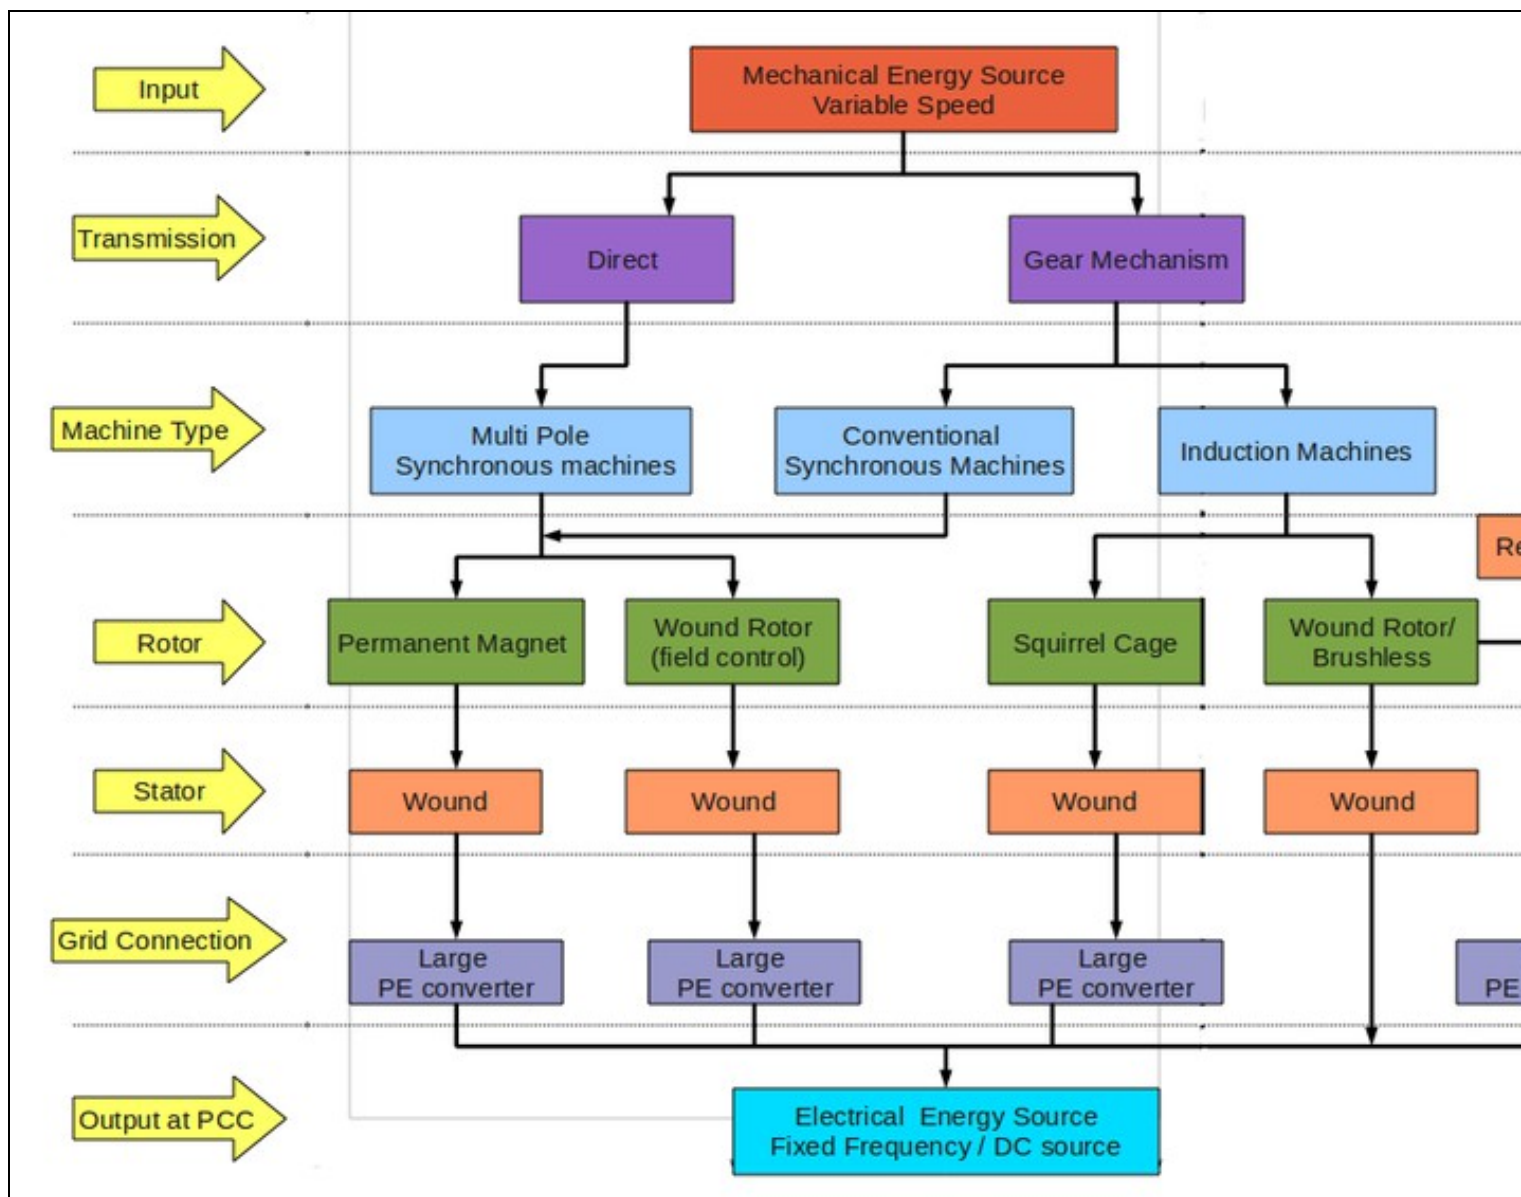 Input
Mechanical Energy Source
Variable Speed
Transmission
Direct
Gear Mechanism
Machine Type
Multi Pole
Synchronous machines
Conventional
Synchronous Machines
Induction Machines
Re
Rotor
Permanent Magnet
Wound Rotor
(field control)
Squirrel Cage
Wound Rotor/
Brushless
Stator
Wound
Wound
Wound
Wound
Grid Connection
Large
PE converter
Large
PE converter
Large
PE converter
PE
Output at PCC
Electrical Energy Source
Fixed Frequency / DC source